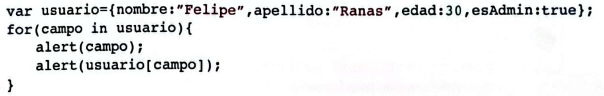 var usuario={nombre:"Felipe",apellido:"Ranas",edad:30,esAdmin:true};
for(campo in usuario){
   alert(campo);
   alert(usuario[campo]);
}